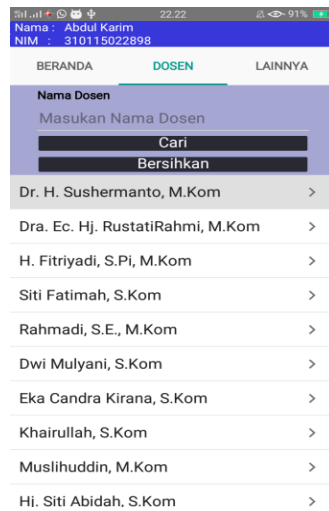 22.22
91%
Nama : Abdul Karim
NIM : 310115022898
BERANDA DOSEN LAINNYA
Nama Dosen
Masukan Nama Dosen
Cari
Bersihkan
Dr. H. Sushermanto, M.Kom
Dra. Ec. Hj. RustatiRahmi, M.Kom
H. Fitriyadi, S.Pi, M.Kom
Siti Fatimah, S.Kom
Rahmadi, S.E., M.Kom
Dwi Mulyani, S.Kom
Eka Candra Kirana, S.Kom
Khairullah, S.Kom
Muslihuddin, M.Kom
Hj. Siti Abidah, S.Kom